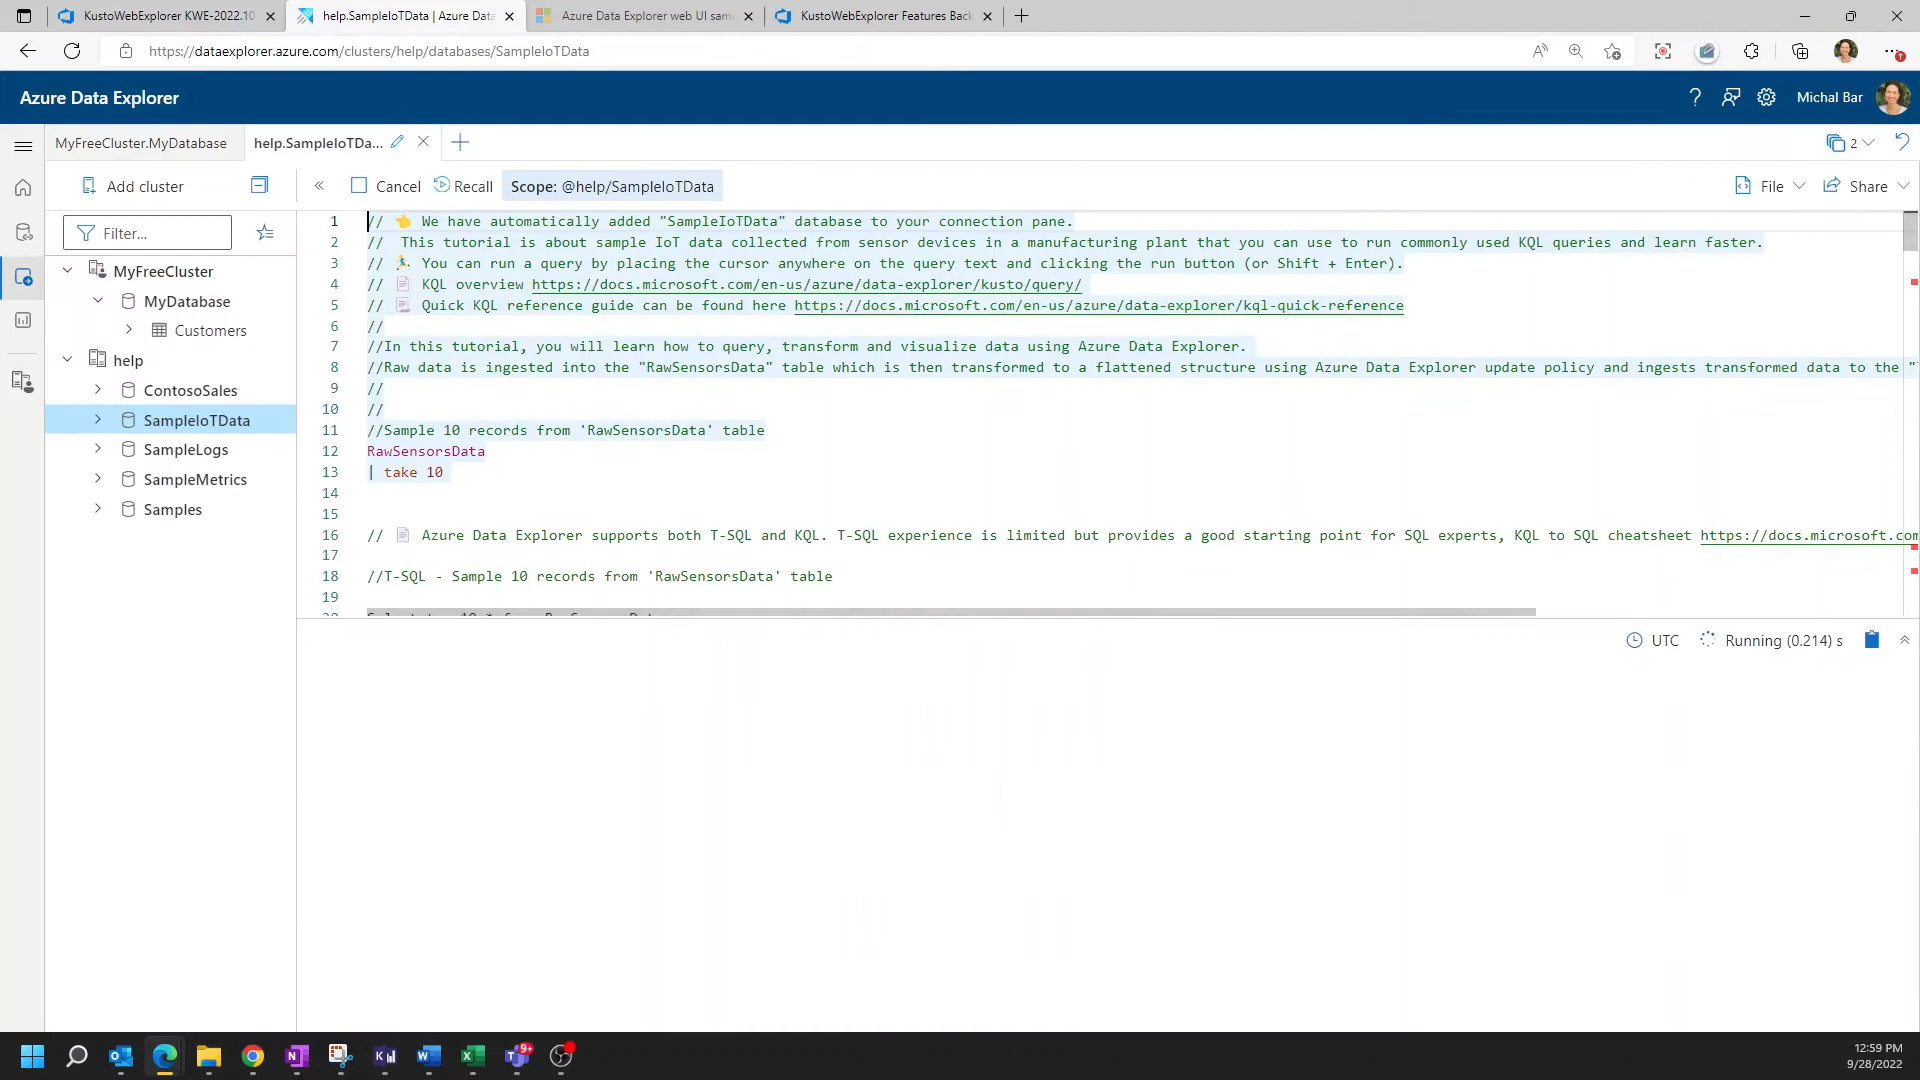 KustoWebExplorer KWE-2022.10
help.SampleIoTData | Azure Data
Azure Data Explorer web UI sam
KustoWebExplorer Features Back
https://dataexplorer.azure.com/clusters/help/databases/SampleIoTData
Azure Data Explorer
Michal Bar
MyFreeCluster.MyDatabase
help.SampleIoTDa...
2
Add cluster
Cancel
Recall
Scope: @help/SampleIoTData
File
Share
Filter...
MyFreeCluster
MyDatabase
Customers
help
ContosoSales
SampleIoTData
SampleLogs
SampleMetrics
Samples
1 // 👈 We have automatically added "SampleIoTData" database to your connection pane.
2 // This tutorial is about sample IoT data collected from sensor devices in a manufacturing plant that you can use to run commonly used KQL queries and learn faster.
3 // 🏃 You can run a query by placing the cursor anywhere on the query text and clicking the run button (or Shift + Enter).
4 // 📄 KQL overview https://docs.microsoft.com/en-us/azure/data-explorer/kusto/query/
5 // 📃 Quick KQL reference guide can be found here https://docs.microsoft.com/en-us/azure/data-explorer/kql-quick-reference
6 //
7 //In this tutorial, you will learn how to query, transform and visualize data using Azure Data Explorer.
8 //Raw data is ingested into the "RawSensorsData" table which is then transformed to a flattened structure using Azure Data Explorer update policy and ingests transformed data to the "
9 //
10 //
11 //Sample 10 records from 'RawSensorsData' table
12 RawSensorsData
13 | take 10
14
15
16 // 📄 Azure Data Explorer supports both T-SQL and KQL. T-SQL experience is limited but provides a good starting point for SQL experts, KQL to SQL cheatsheet https://docs.microsoft.com
17
18 //T-SQL - Sample 10 records from 'RawSensorsData' table
19
UTC
Running (0.214) s
9+
12:59 PM
9/28/2022